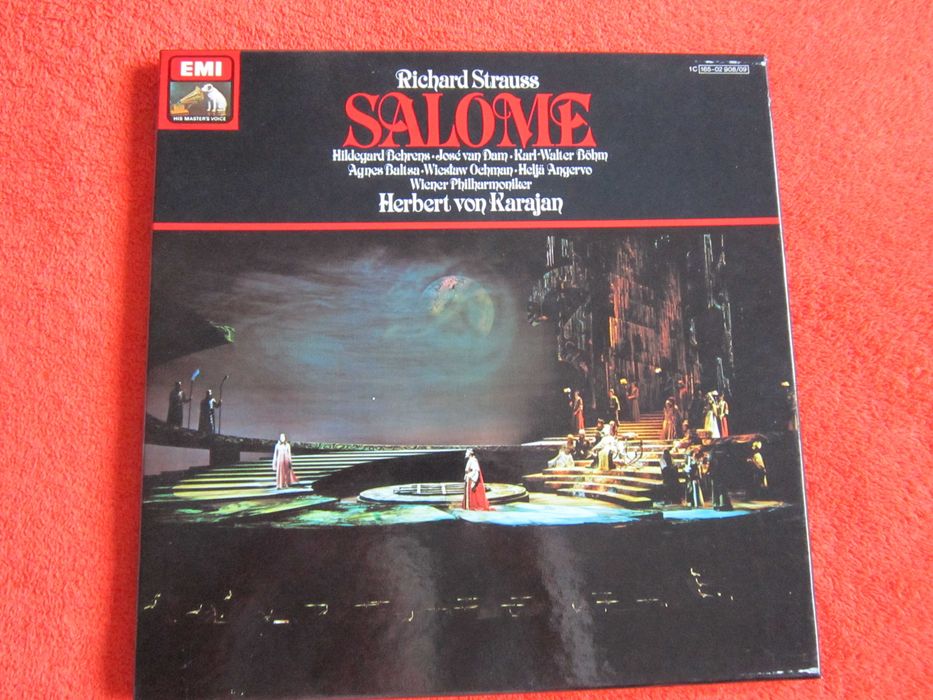 EMI
HIS MASTER'S VOICE
1C 165-02 908/09
Richard Strauss
SALOME
Hildegard Behrens · José van Dam · Karl-Walter Böhm
Agnes Baltsa · Wiesław Ochman · Heljä Angervo
Wiener Philharmoniker
Herbert von Karajan